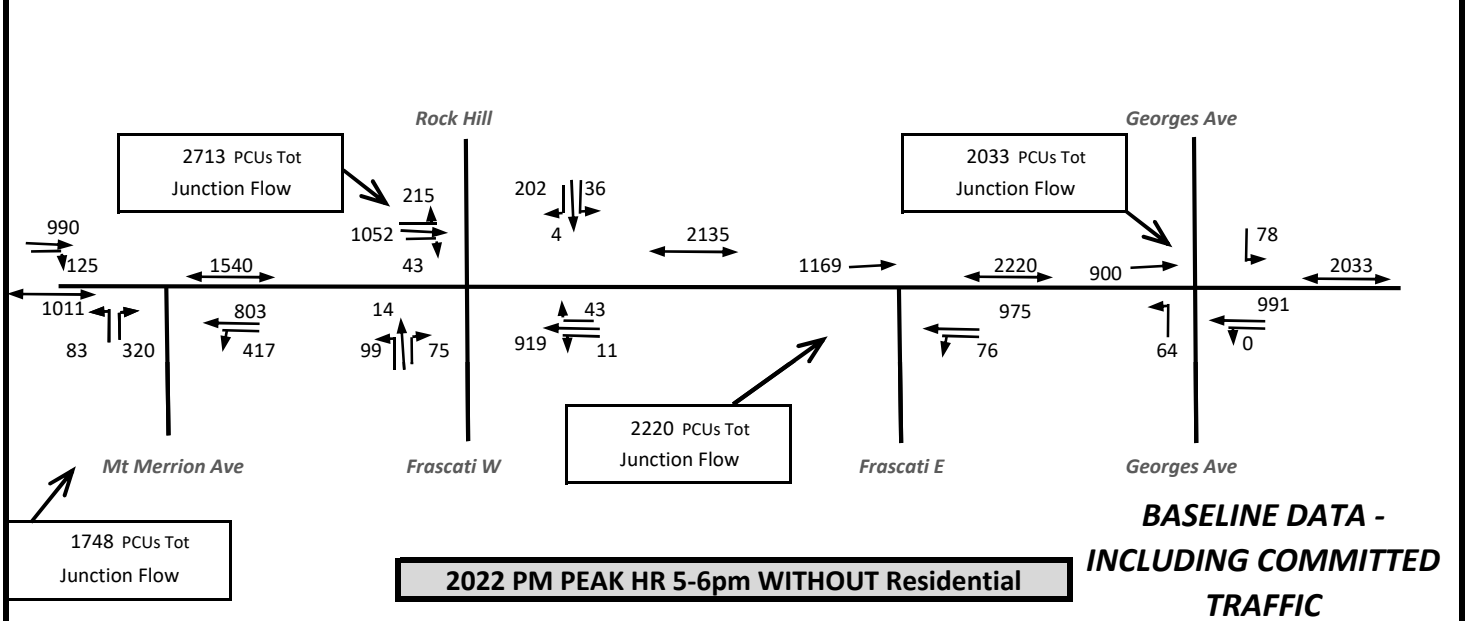 Rock Hill
Georges Ave
2713 PCUs Tot
Junction Flow
2033 PCUs Tot
Junction Flow
215
202
36
990
1052
4
2135
78
125
1540
43
1169
2220
900
2033
1011
803
14
43
975
991
83
320
417
99
75
919
11
76
64
0
2220 PCUs Tot
Junction Flow
Mt Merrion Ave
Frascati W
Frascati E
Georges Ave
1748 PCUs Tot
Junction Flow
2022 PM PEAK HR 5-6pm WITHOUT Residential
BASELINE DATA -
INCLUDING COMMITTED
TRAFFIC